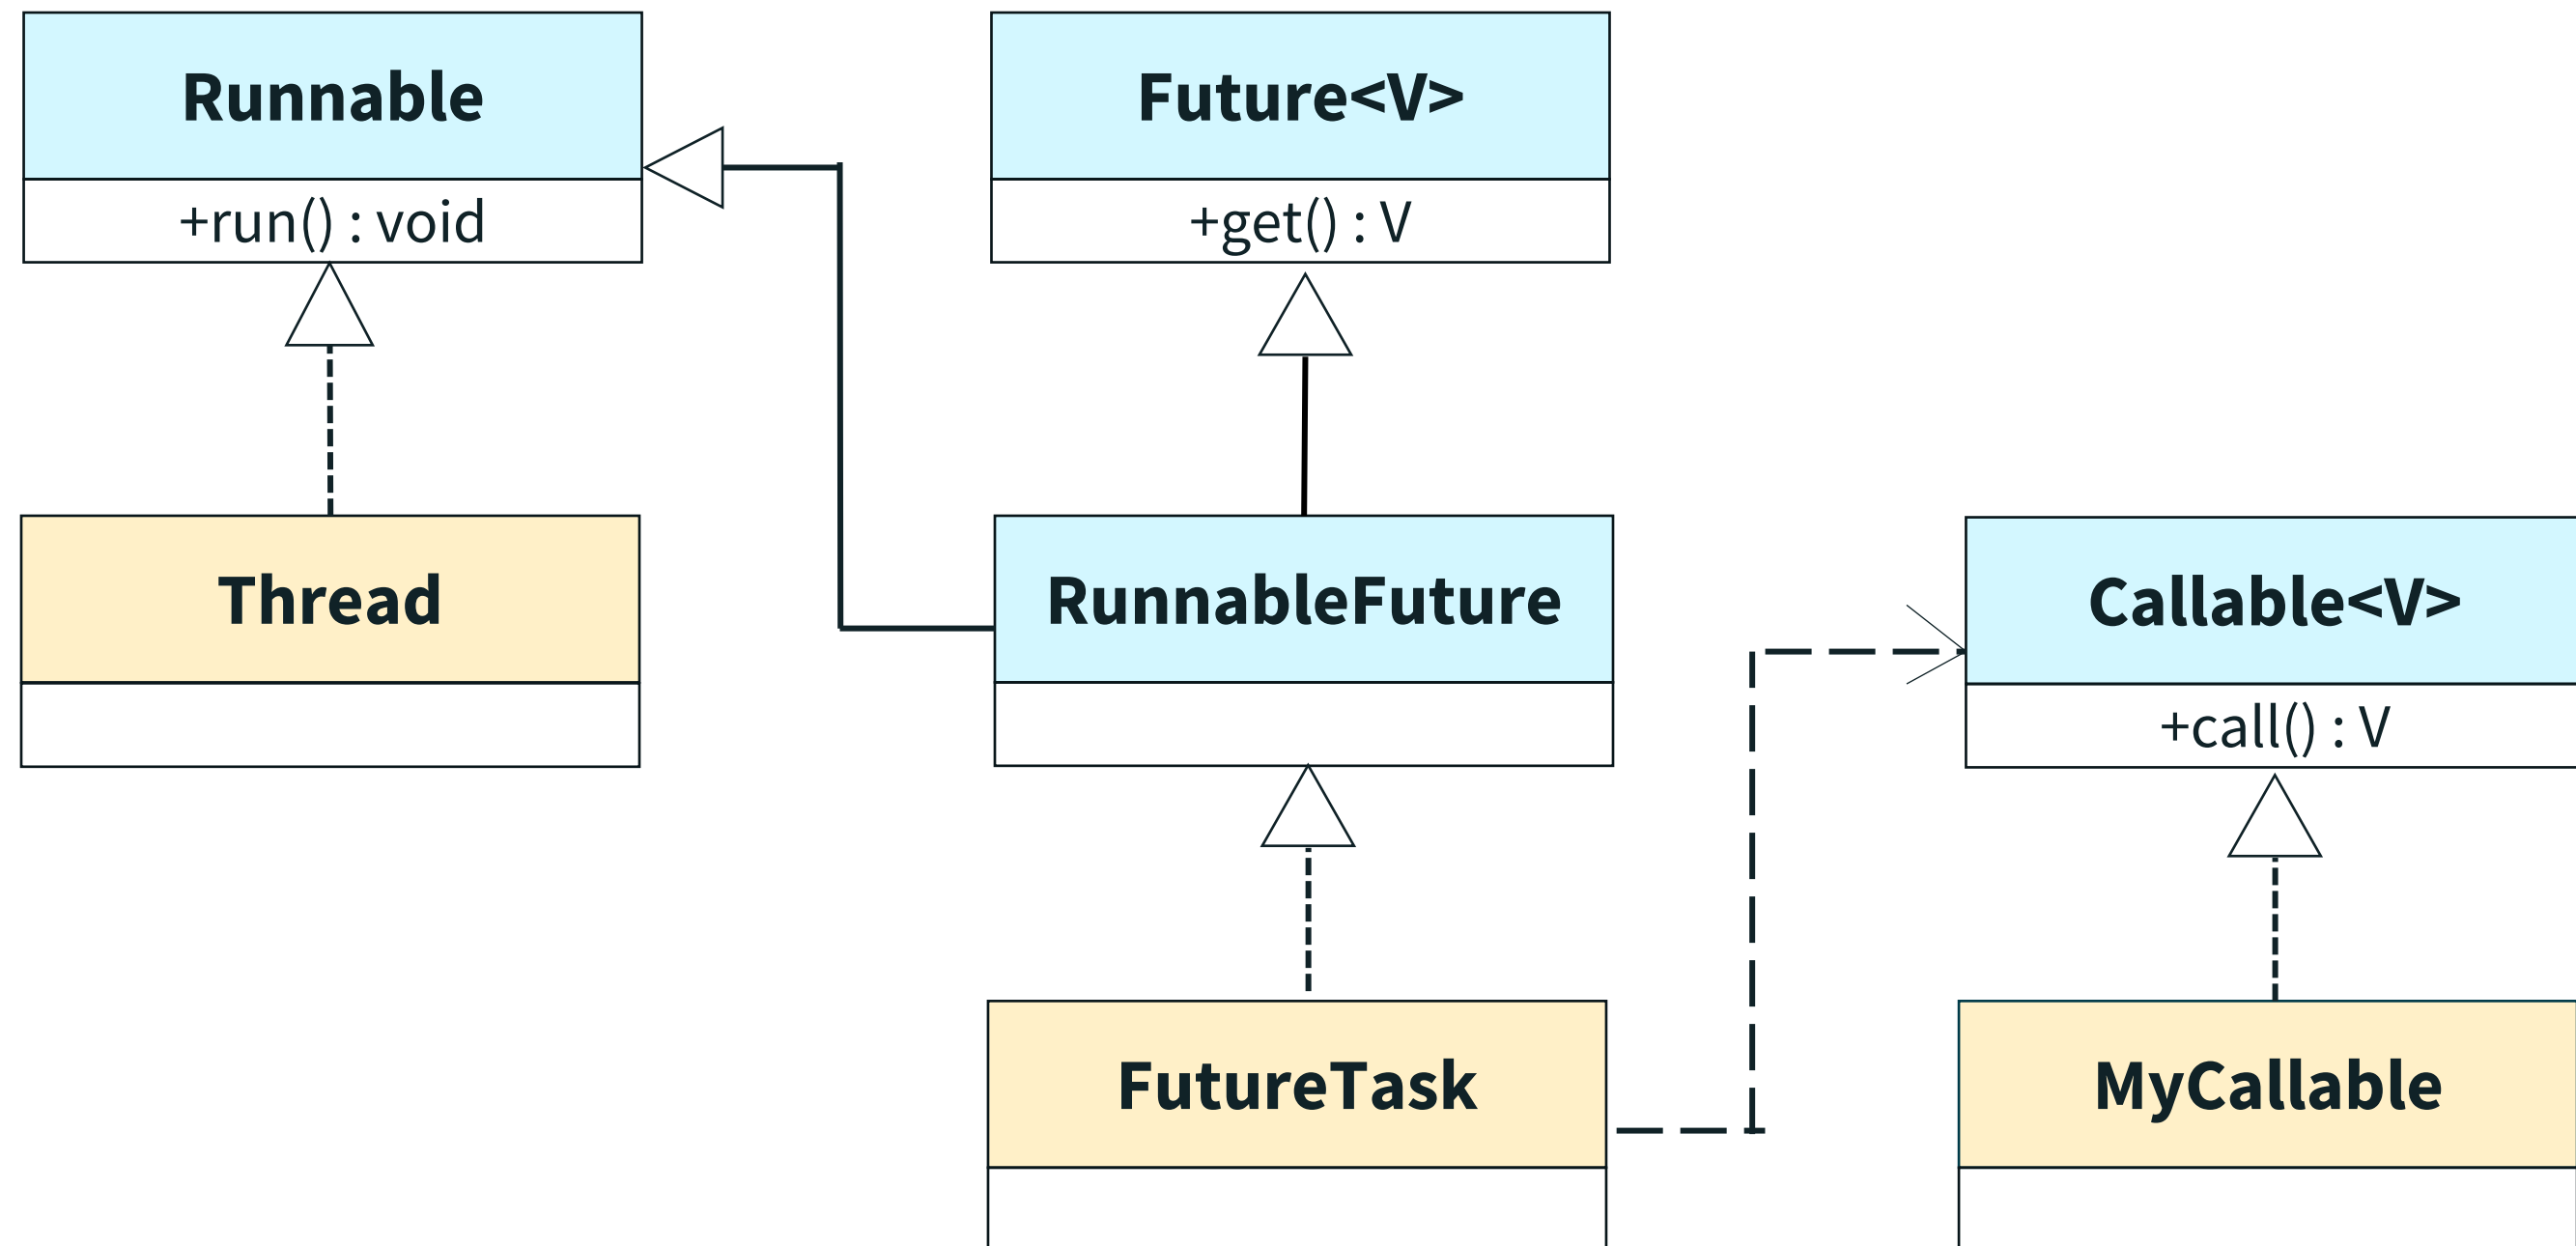 Runnable
+run() : void
Future<V>
+get() : V
Thread
RunnableFuture
Callable<V>
+call() : V
FutureTask
MyCallable